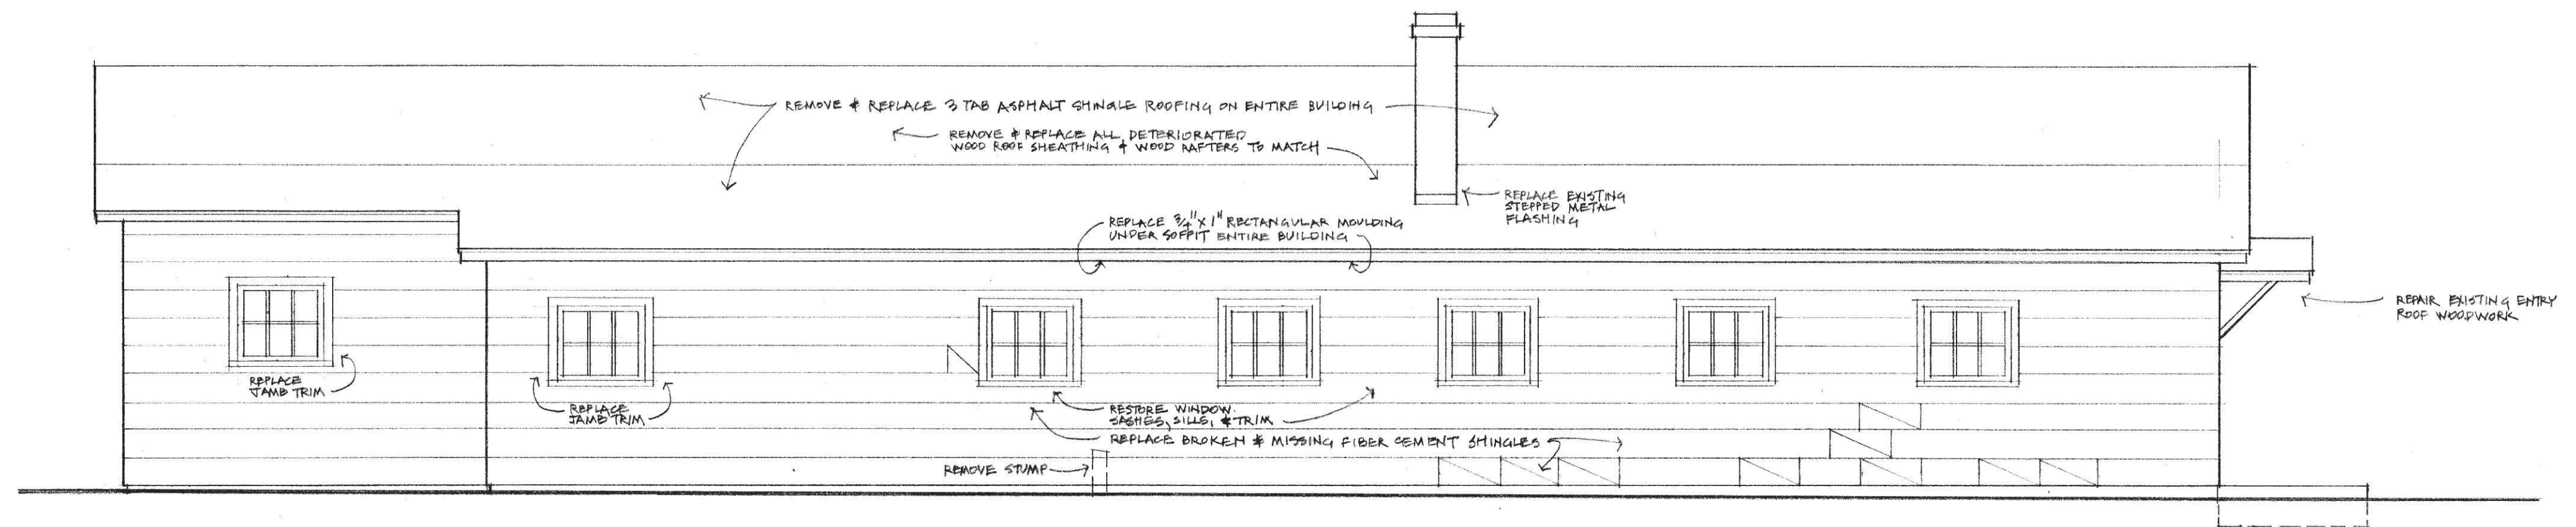 REMOVE & REPLACE 3 TAB ASPHALT SHINGLE ROOFING ON ENTIRE BUILDING
REMOVE & REPLACE ALL DETERIORATED
WOOD ROOF SHEATHING & WOOD RAFTERS TO MATCH
REPLACE EXISTING
STEPPED METAL
FLASHING
REPLACE 3/4" X 1" RECTANGULAR MOULDING
UNDER SOFFIT ENTIRE BUILDING
REPAIR EXISTING ENTRY
ROOF WOODWORK
REPLACE
JAMB TRIM
REPLACE
JAMB TRIM
RESTORE WINDOW
SASHES, SILLS, & TRIM
REPLACE BROKEN & MISSING FIBER CEMENT SHINGLES
REMOVE STUMP